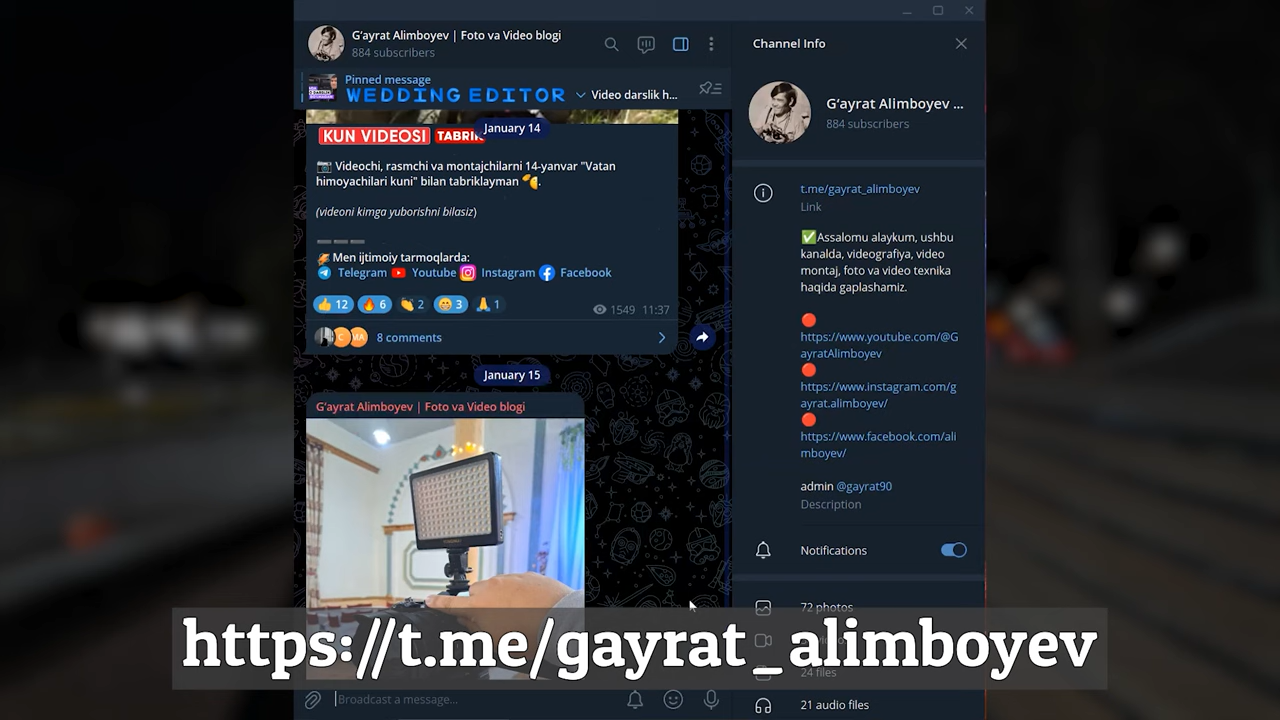 G'ayrat Alimboyev | Foto va Video blogi
884 subscribers
Pinned message
WEDDING EDITOR
Video darslik h...
January 14
KUN VIDEOSI
📷 Videochi, rasmchi va montajchilarni 14-yanvar "Vatan
himoyachilari kuni" bilan tabriklayman 🫡.
(videoni kimga yuborishni bilasiz)
Men ijtimoiy tarmoqlarda:
Telegram Youtube Instagram Facebook
👍 12 🔥 6 👏 2 😁 3 🙏 1
1549 11:37
C MA
8 comments
January 15
G'ayrat Alimboyev | Foto va Video blogi
Broadcast a message...
Channel Info
G'ayrat Alimboyev ...
884 subscribers
t.me/gayrat_alimboyev
Link
✅Assalomu alaykum, ushbu
kanalda, videografiya, video
montaj, foto va video texnika
haqida gaplashamiz.
🔴
https://www.youtube.com/@G
ayratAlimboyev
🔴
https://www.instagram.com/g
ayrat.alimboyev/
🔴
https://www.facebook.com/ali
mboyev/
admin @gayrat90
Description
Notifications
72 photos
24 files
21 audio files
https://t.me/gayrat_alimboyev